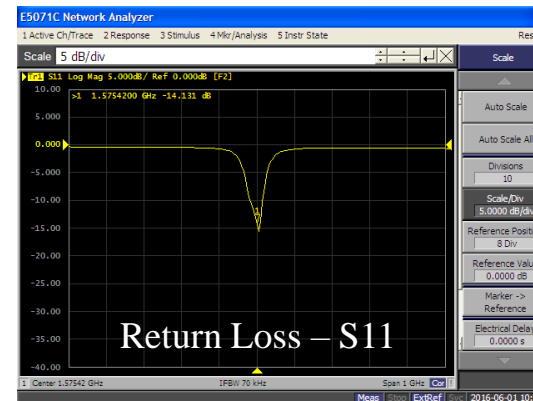 E5071C Network Analyzer
1 Active Ch/Trace 2 Response 3 Stimulus 4 Mkr/Analysis 5 Instr State
Scale 5 dB/div
Scale
Tr1 S11 Log Mag 5.000dB/ Ref 0.000dB [F2]
10.00
>1 1.5754200 GHz -14.131 dB
5.000
0.000
-5.000
-10.00
1
-15.00
-20.00
-25.00
-30.00
-35.00
-40.00
Return Loss – S11
Auto Scale
Auto Scale All
Divisions
10
Scale/Div
5.0000 dB/div
Reference Positi
8 Div
Reference Valu
0.0000 dB
Marker ->
Reference
Electrical Delay
0.0000 s
1 Center 1.57542 GHz IFBW 70 kHz Span 1 GHz Cor
Meas Stop ExtRef Svc 2016-06-01 10: